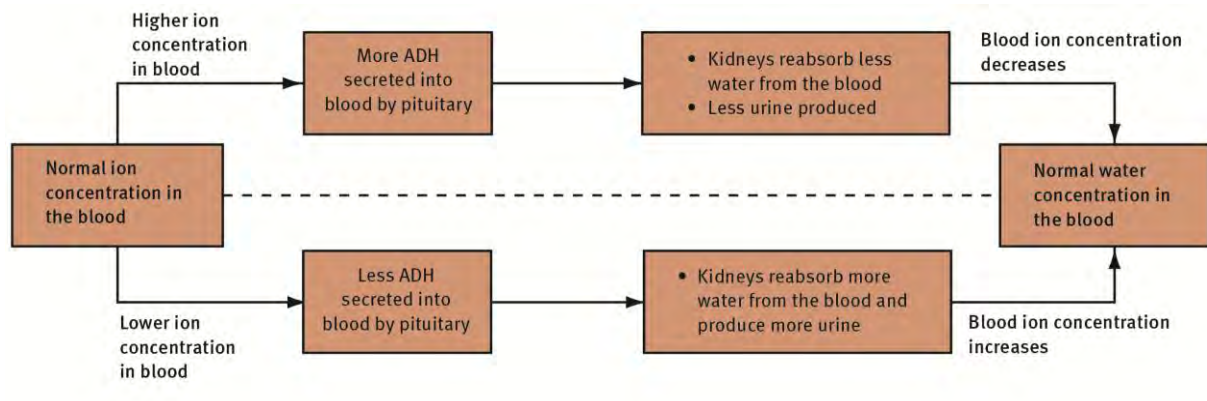 Higher ion
concentration
in blood
More ADH
secreted into
blood by pituitary
• Kidneys reabsorb less
water from the blood
• Less urine produced
Blood ion concentration
decreases
Normal ion
concentration in
the blood
Normal water
concentration in
the blood
Less ADH
secreted into
blood by pituitary
• Kidneys reabsorb more
water from the blood and
produce more urine
Lower ion
concentration
in blood
Blood ion concentration
increases